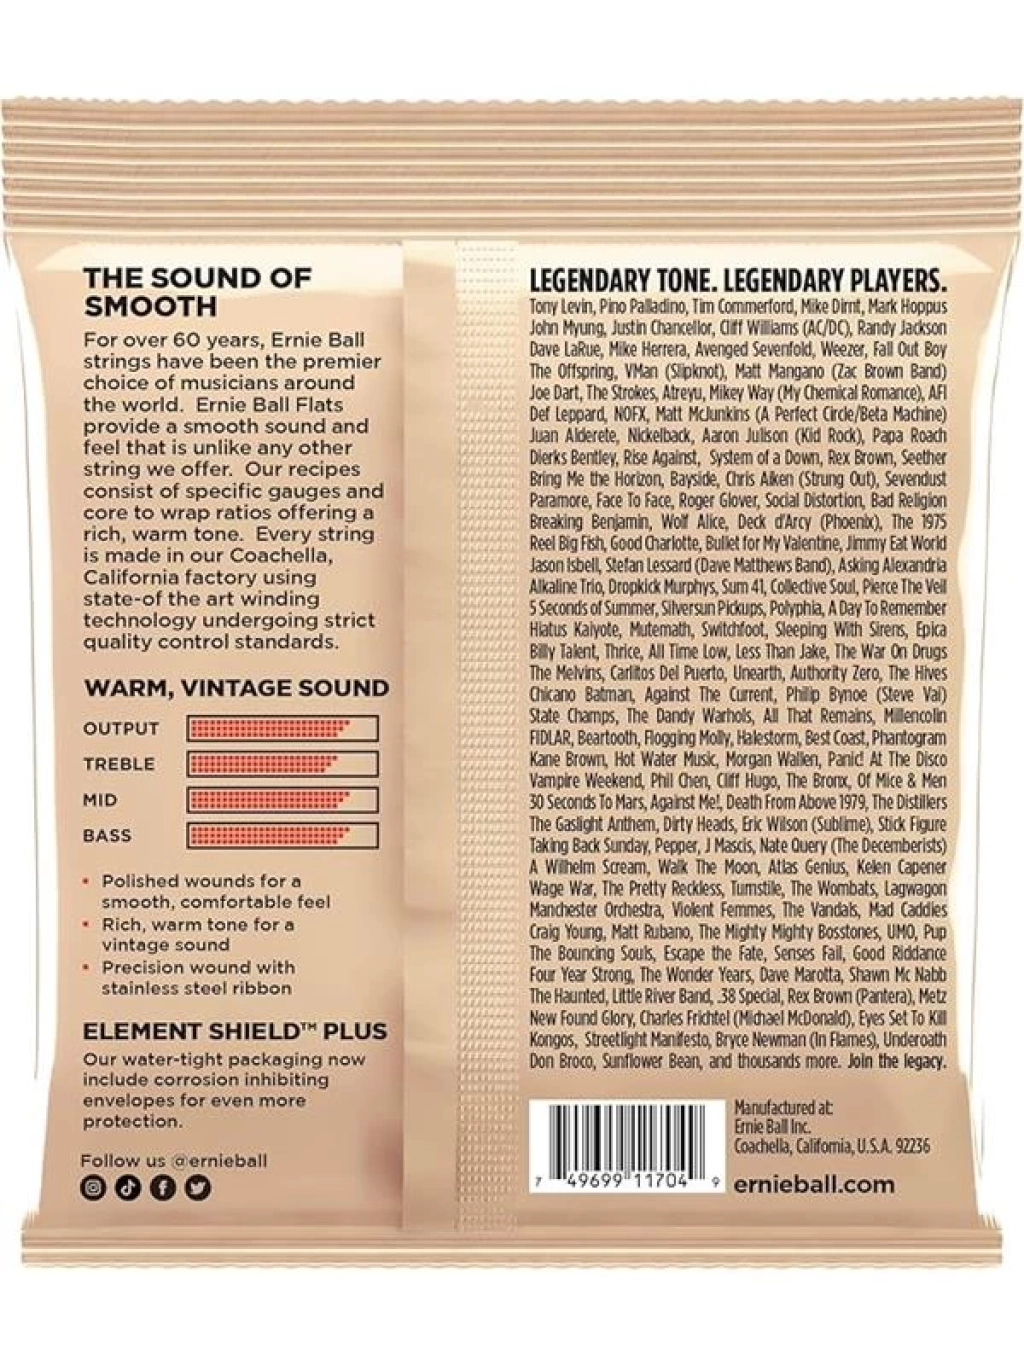 THE SOUND OF
SMOOTH
For over 60 years, Ernie Ball
strings have been the premier
choice of musicians around
the world. Ernie Ball Flats
provide a smooth sound and
feel that is unlike any other
string we offer. Our recipes
consist of specific gauges and
core to wrap ratios offering a
rich, warm tone. Every string
is made in our Coachella,
California factory using
state-of the art winding
technology undergoing strict
quality control standards.
WARM, VINTAGE SOUND
OUTPUT
TREBLE
MID
BASS
• Polished wounds for a
smooth, comfortable feel
• Rich, warm tone for a
vintage sound
• Precision wound with
stainless steel ribbon
ELEMENT SHIELD™ PLUS
Our water-tight packaging now
include corrosion inhibiting
envelopes for even more
protection.
Follow us @ernieball
LEGENDARY TONE. LEGENDARY PLAYERS.
Tony Levin, Pino Palladino, Tim Commerford, Mike Dirnt, Mark Hoppus
John Myung, Justin Chancellor, Cliff Williams (AC/DC), Randy Jackson
Dave LaRue, Mike Herrera, Avenged Sevenfold, Weezer, Fall Out Boy
The Offspring, VMan (Slipknot), Matt Mangano (Zac Brown Band)
Joe Dart, The Strokes, Atreyu, Mikey Way (My Chemical Romance), AFI
Def Leppard, NOFX, Matt McJunkins (A Perfect Circle/Beta Machine)
Juan Alderete, Nickelback, Aaron Julison (Kid Rock), Papa Roach
Dierks Bentley, Rise Against, System of a Down, Rex Brown, Seether
Bring Me the Horizon, Bayside, Chris Aiken (Strung Out), Sevendust
Paramore, Face To Face, Roger Glover, Social Distortion, Bad Religion
Breaking Benjamin, Wolf Alice, Deck d'Arcy (Phoenix), The 1975
Reel Big Fish, Good Charlotte, Bullet for My Valentine, Jimmy Eat World
Jason Isbell, Stefan Lessard (Dave Matthews Band), Asking Alexandria
Alkaline Trio, Dropkick Murphys, Sum 41, Collective Soul, Pierce The Veil
5 Seconds of Summer, Silversun Pickups, Polyphia, A Day To Remember
Hiatus Kaiyote, Mutemath, Switchfoot, Sleeping With Sirens, Epica
Billy Talent, Thrice, All Time Low, Less Than Jake, The War On Drugs
The Melvins, Carlitos Del Puerto, Unearth, Authority Zero, The Hives
Chicano Batman, Against The Current, Philip Bynoe (Steve Vai)
State Champs, The Dandy Warhols, All That Remains, Millencolin
FIDLAR, Beartooth, Flogging Molly, Halestorm, Best Coast, Phantogram
Kane Brown, Hot Water Music, Morgan Wallen, Panic! At The Disco
Vampire Weekend, Phil Chen, Cliff Hugo, The Bronx, Of Mice & Men
30 Seconds To Mars, Against Me!, Death From Above 1979, The Distillers
The Gaslight Anthem, Dirty Heads, Eric Wilson (Sublime), Stick Figure
Taking Back Sunday, Pepper, J Mascis, Nate Query (The Decemberists)
A Wilhelm Scream, Walk The Moon, Atlas Genius, Kelen Capener
Wage War, The Pretty Reckless, Turnstile, The Wombats, Lagwagon
Manchester Orchestra, Violent Femmes, The Vandals, Mad Caddies
Craig Young, Matt Rubano, The Mighty Mighty Bosstones, UMO, Pup
The Bouncing Souls, Escape the Fate, Senses Fail, Good Riddance
Four Year Strong, The Wonder Years, Dave Marotta, Shawn Mc Nabb
The Haunted, Little River Band, .38 Special, Rex Brown (Pantera), Metz
New Found Glory, Charles Frichtel (Michael McDonald), Eyes Set To Kill
Kongos, Streetlight Manifesto, Bryce Newman (In Flames), Underoath
Don Broco, Sunflower Bean, and thousands more. Join the legacy.
7 49699 11704 9
Manufactured at:
Ernie Ball Inc.
Coachella, California, U.S.A. 92236
ernieball.com